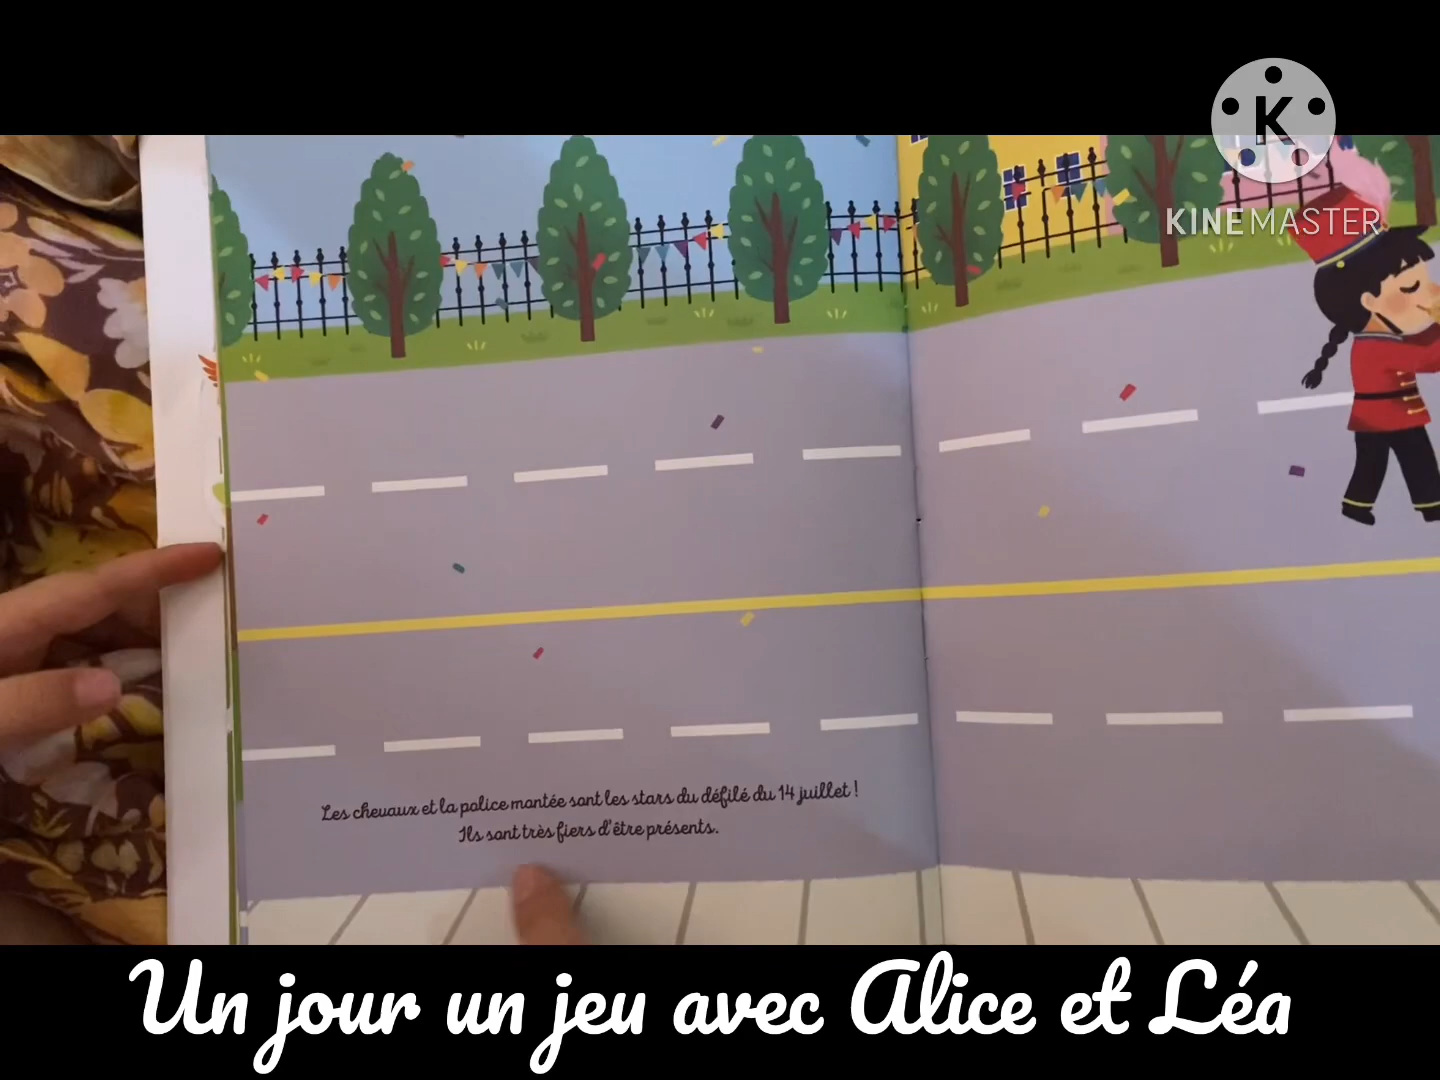 K
KINEMASTER
Les chevaux et la police montée sont les stars du défilé du 14 juillet !
Ils sont très fiers d'être présents.
Un jour un jeu avec Alice et Léa